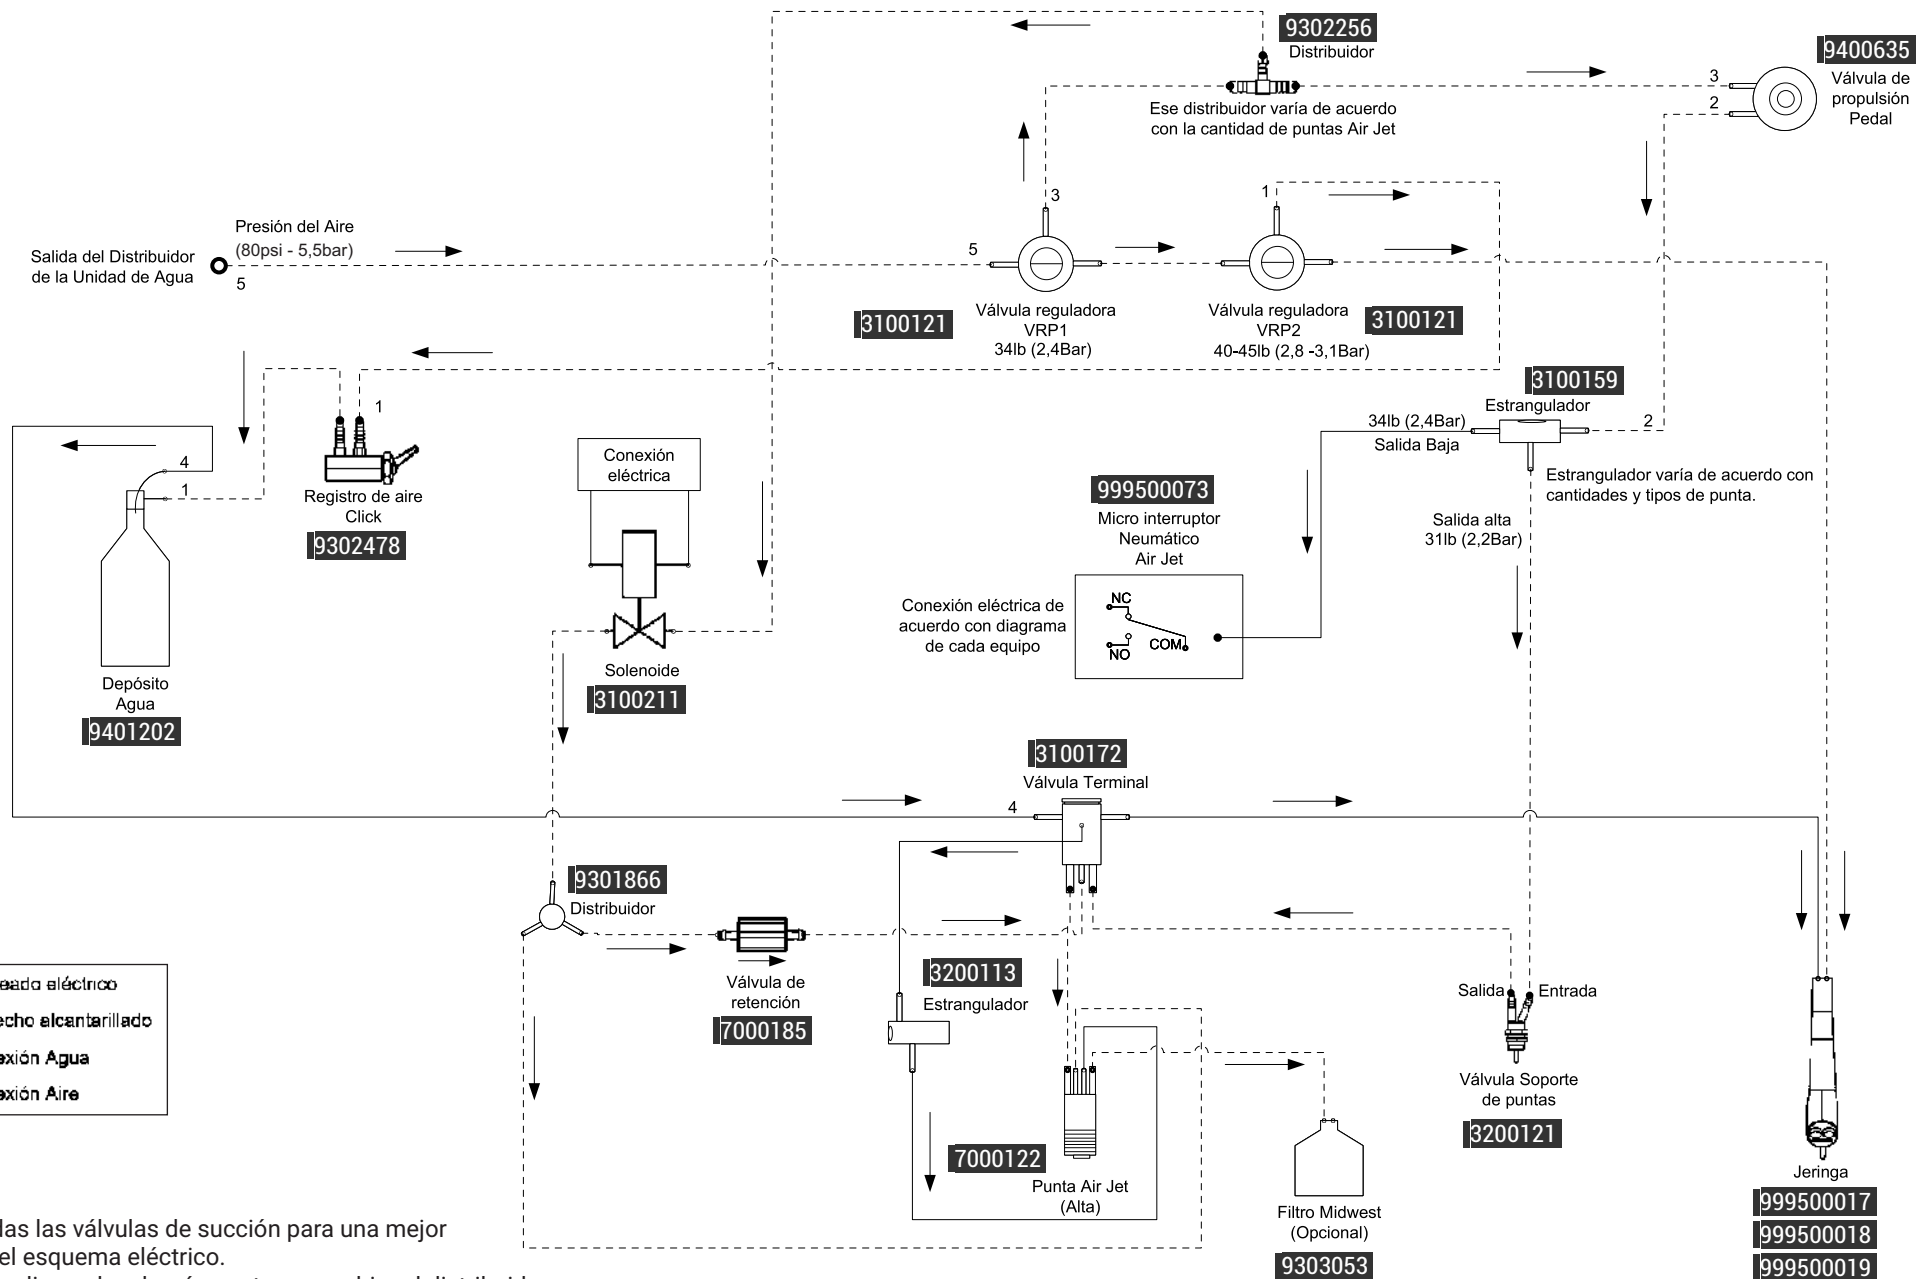 9302256
Distribuidor
9400635
Válvula de
propulsión
Pedal
3
2
Ese distribuidor varía de acuerdo
con la cantidad de puntas Air Jet
3
1
Presión del Aire
(80psi - 5,5bar)
Salida del Distribuidor
de la Unidad de Agua
5
5
3100121
Válvula reguladora
VRP1
34lb (2,4Bar)
Válvula reguladora
VRP2
40-45lb (2,8 -3,1Bar)
3100121
3100159
Estrangulador
34lb (2,4Bar)
Salida Baja
2
Estrangulador varía de acuerdo con
cantidades y tipos de punta.
1
4
1
Registro de aire
Click
9302478
Conexión
eléctrica
999500073
Micro interruptor
Neumático
Air Jet
Salida alta
31lb (2,2Bar)
Conexión eléctrica de
acuerdo con diagrama
de cada equipo
NC
NO
COM
Solenoide
3100211
Depósito
Agua
9401202
3100172
Válvula Terminal
4
9301866
Distribuidor
Válvula de
retención
7000185
3200113
Estrangulador
Salida
Entrada
Válvula Soporte
de puntas
3200121
eado eléctrico
echo alcantarillado
exión Agua
exión Aire
7000122
Punta Air Jet
(Alta)
Filtro Midwest
(Opcional)
9303053
Jeringa
999500017
999500018
999500019
las las válvulas de succión para una mejor
el esquema eléctrico.